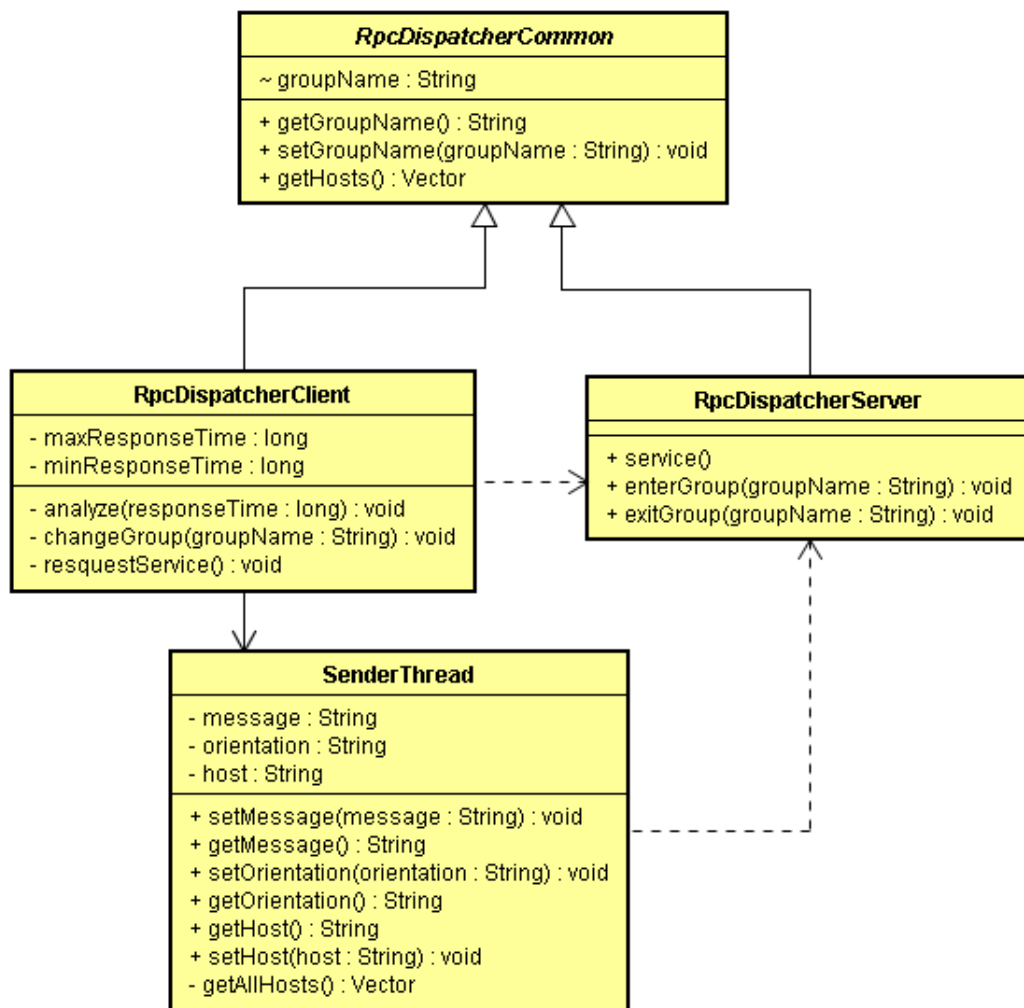 RpcDispatcherCommon
~ groupName : String
+ getGroupName() : String
+ setGroupName(groupName : String) : void
+ getHosts() : Vector
RpcDispatcherClient
- maxResponseTime : long
- minResponseTime : long
- analyze(responseTime : long) : void
- changeGroup(groupName : String) : void
- resquestService() : void
RpcDispatcherServer
+ service()
+ enterGroup(groupName : String) : void
+ exitGroup(groupName : String) : void
SenderThread
- message : String
- orientation : String
- host : String
+ setMessage(message : String) : void
+ getMessage() : String
+ setOrientation(orientation : String) : void
+ getOrientation() : String
+ getHost() : String
+ setHost(host : String) : void
- getAllHosts() : Vector